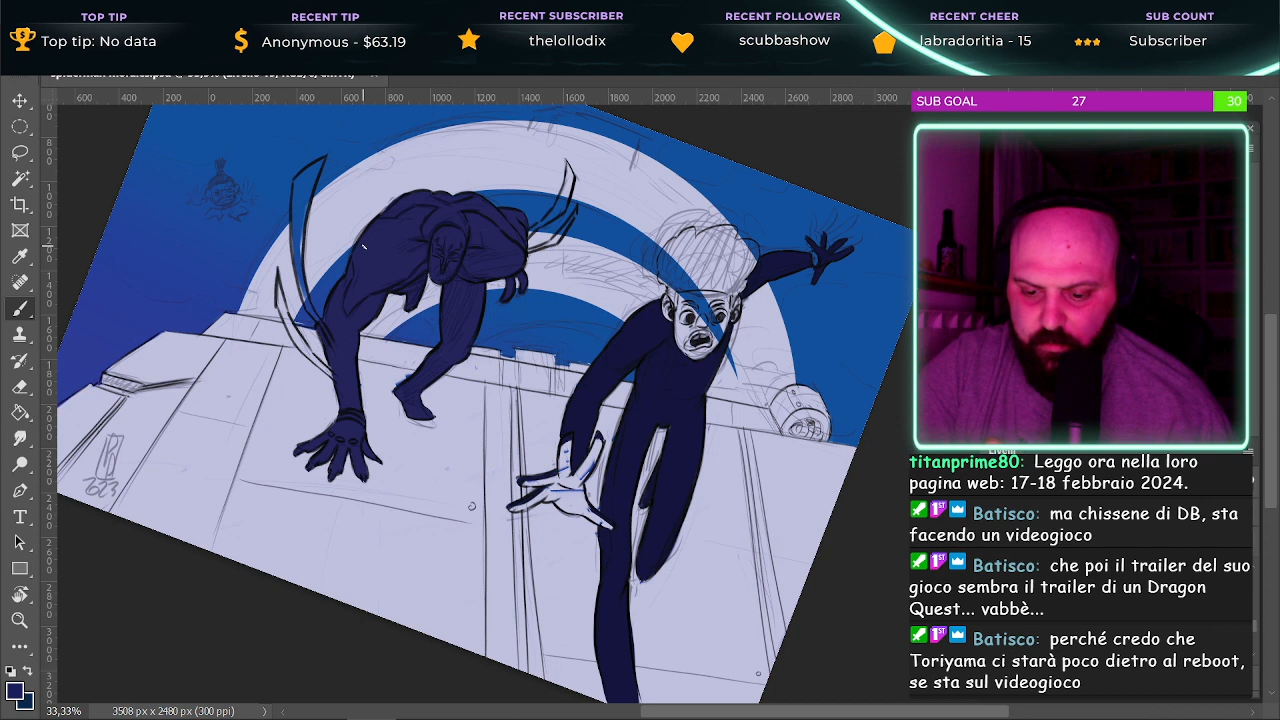 TOP TIP
Top tip: No data
RECENT TIP
Anonymous - $63.19
RECENT SUBSCRIBER
thelollodix
RECENT FOLLOWER
scubbashow
RECENT CHEER
labradoritia - 15
SUB COUNT
Subscriber
600 400 200 0 200 400 600 800 1000 1200 1400 1600 1800 2000 2200 2400 2600 2800 3000
SUB GOAL 27 30
titanprime80: Leggo ora nella loro
pagina web: 17-18 febbraio 2024.
Batisco: ma chissene di DB, sta
facendo un videogioco
Batisco: che poi il trailer del suo
gioco sembra il trailer di un Dragon
Quest... vabbè...
Batisco: perché credo che
Toriyama ci starà poco dietro al reboot,
se sta sul videogioco
2023
33,33% 3508 px x 2480 px (300 ppi)